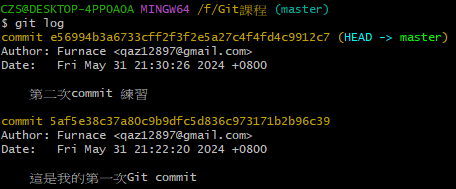 CZS@DESKTOP-4PPOAOA MINGW64 /f/Git課程 (master)
$ git log
commit e56994b3a6733cff2f3f2e5a27c4f4fd4c9912c7 (HEAD -> master)
Author: Furnace <qaz12897@gmail.com>
Date:   Fri May 31 21:30:26 2024 +0800
第二次commit 練習
commit 5af5e38c37a80c9b9dfc5d836c973171b2b96c39
Author: Furnace <qaz12897@gmail.com>
Date:   Fri May 31 21:22:20 2024 +0800
這是我的第一次Git commit